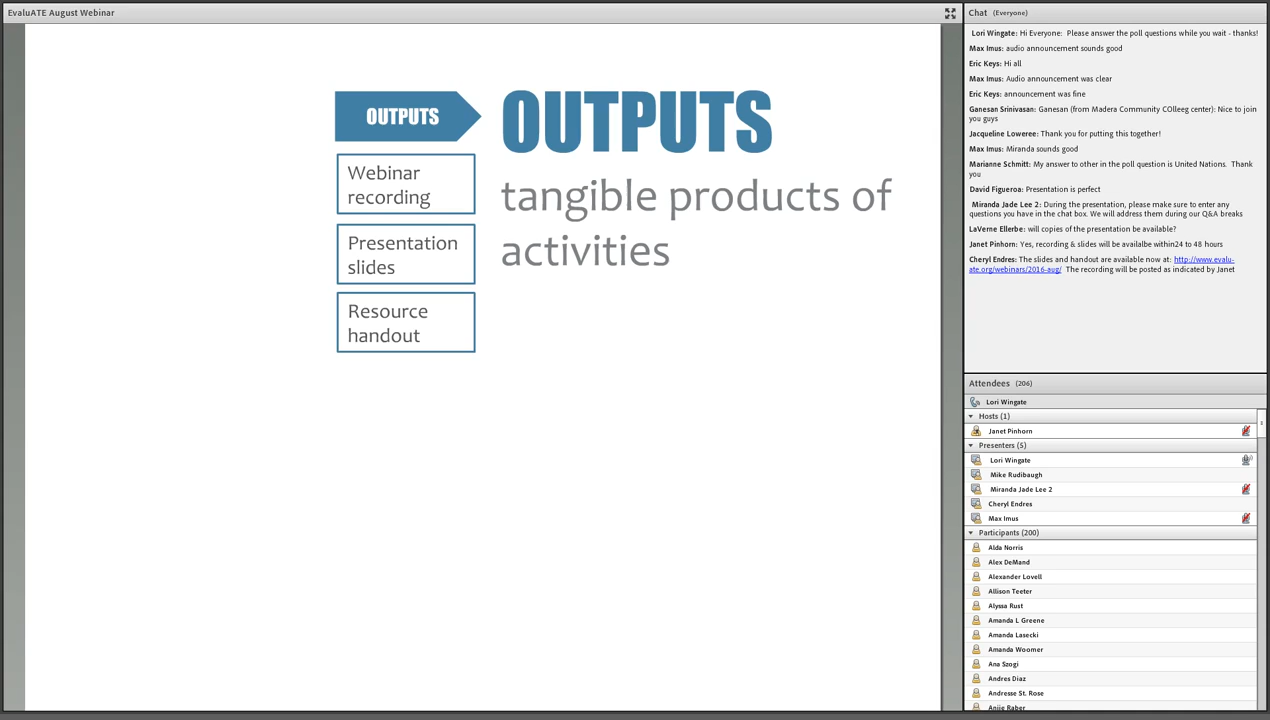 EvaluATE August Webinar
OUTPUTS
OUTPUTS
tangible products of
activities
Webinar
recording
Presentation
slides
Resource
handout
Chat (Everyone)
Lori Wingate: Hi Everyone: Please answer the poll questions while you wait - thanks!
Max Imus: audio announcement sounds good
Eric Keys: Hi all
Max Imus: Audio announcement was clear
Eric Keys: announcement was fine
Ganesan Srinivasan: Ganesan (from Madera Community COlleeg center): Nice to join
you guys
Jacqueline Loweree: Thank you for putting this together!
Max Imus: Miranda sounds good
Marianne Schmitt: My answer to other in the poll question is United Nations. Thank
you
David Figueroa: Presentation is perfect
Miranda Jade Lee 2: During the presentation, please make sure to enter any
questions you have in the chat box. We will address them during our Q&A breaks
LaVerne Ellerbe: will copies of the presentation be available?
Janet Pinhorn: Yes, recording & slides will be availalbe within24 to 48 hours
Cheryl Endres: The slides and handout are available now at: http://www.evalu-
ate.org/webinars/2016-aug/ The recording will be posted as indicated by Janet
Attendees (206)
Lori Wingate
Hosts (1)
Janet Pinhorn
Presenters (5)
Lori Wingate
Mike Rudibaugh
Miranda Jade Lee 2
Cheryl Endres
Max Imus
Participants (200)
Alda Norris
Alex DeMand
Alexander Lovell
Allison Teeter
Alyssa Rust
Amanda L Greene
Amanda Lasecki
Amanda Woomer
Ana Szogi
Andres Diaz
Andresse St. Rose
Anjie Raber